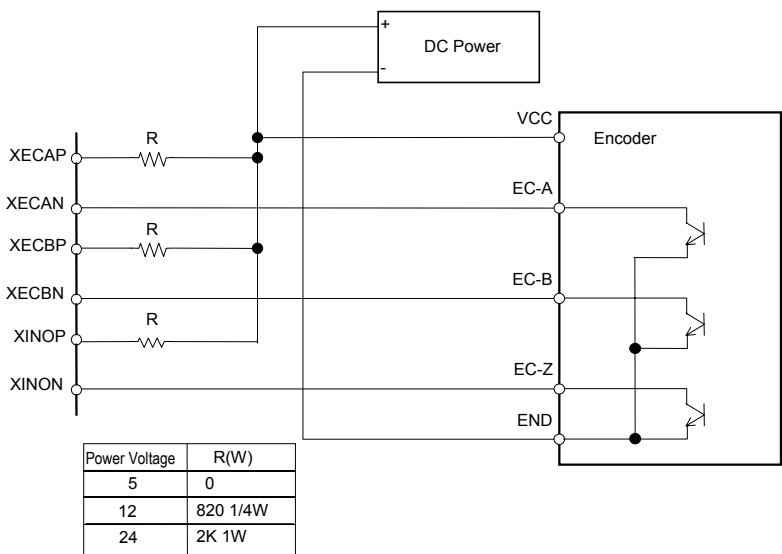 +
DC Power
-
VCC
Encoder
XECAP
R
XECAN
EC-A
XECBP
R
XECBN
EC-B
XINOP
R
XINON
EC-Z
END
Power Voltage R(W)
5 0
12 820 1/4W
24 2K 1W